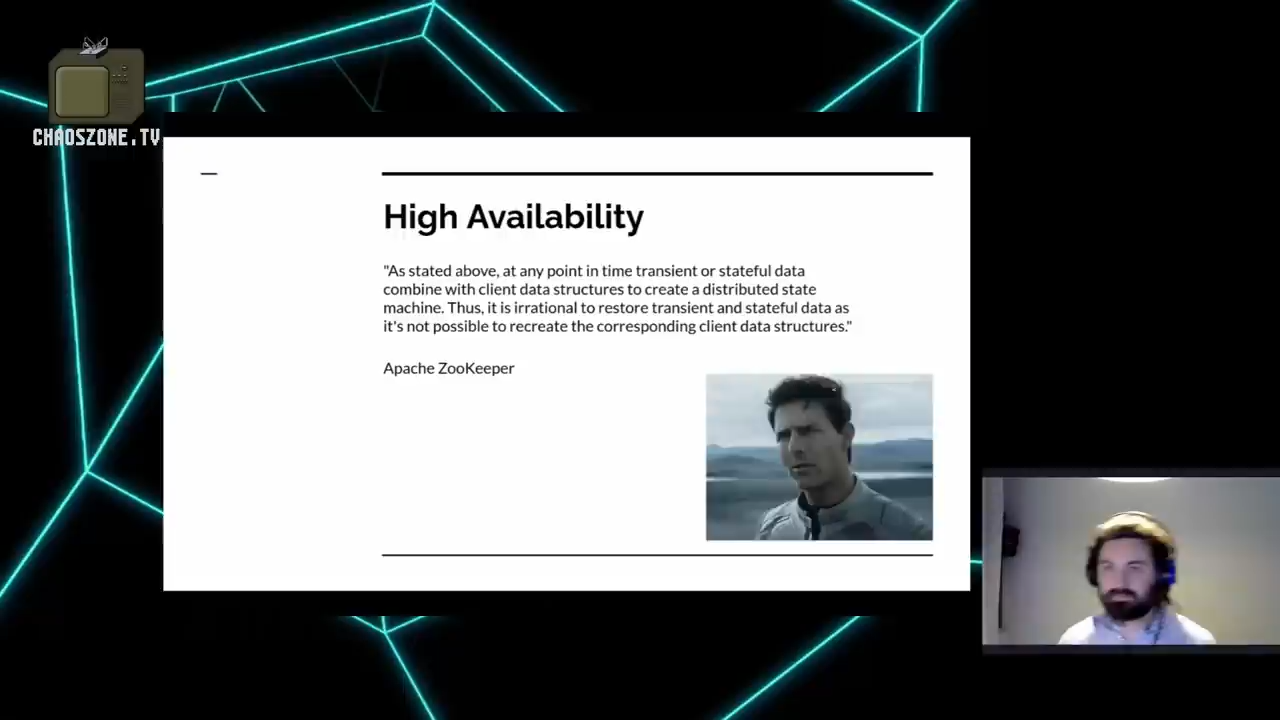 CHAOSZONE.TV
High Availability
"As stated above, at any point in time transient or stateful data
combine with client data structures to create a distributed state
machine. Thus, it is irrational to restore transient and stateful data as
it's not possible to recreate the corresponding client data structures."
Apache ZooKeeper